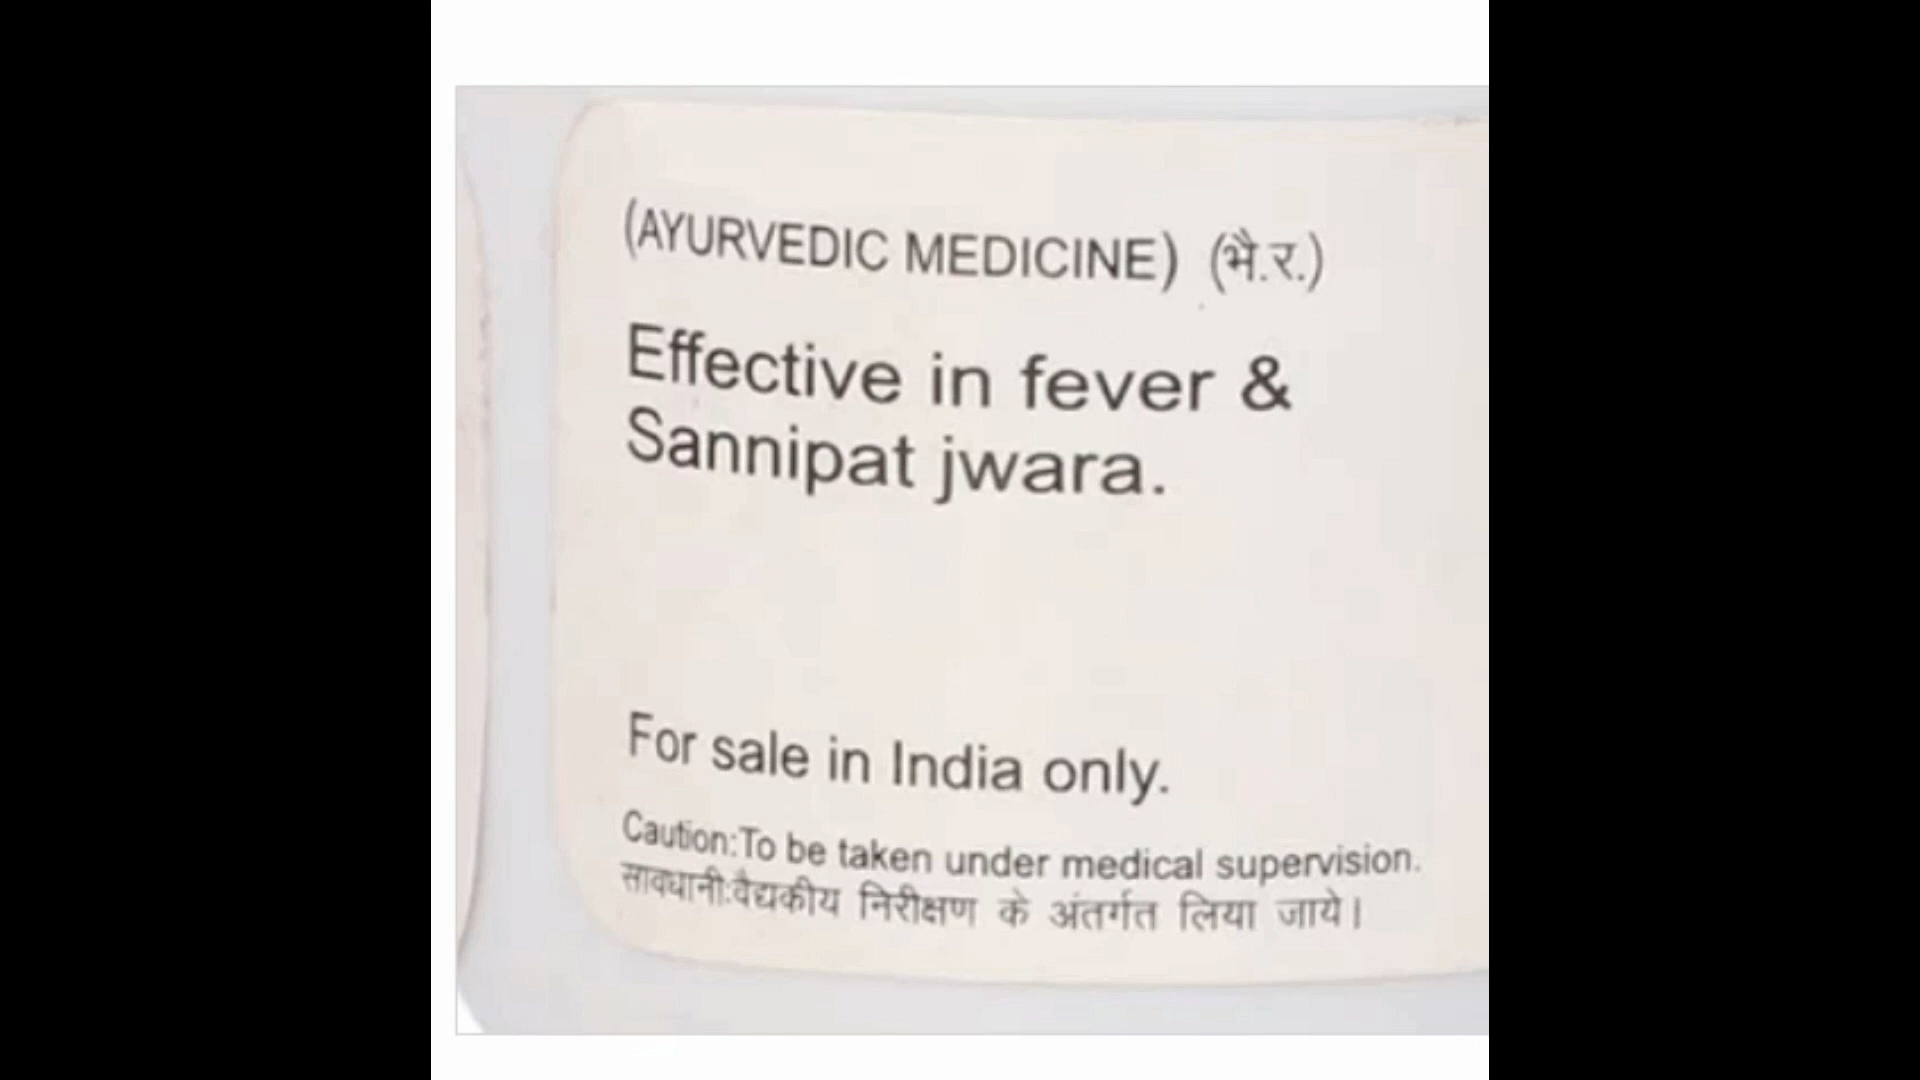 (AYURVEDIC MEDICINE) (भै.र.)
Effective in fever &
Sannipat jwara.
For sale in India only.
Caution:To be taken under medical supervision.
सावधानी:वैद्यकीय निरीक्षण के अंतर्गत लिया जाये।